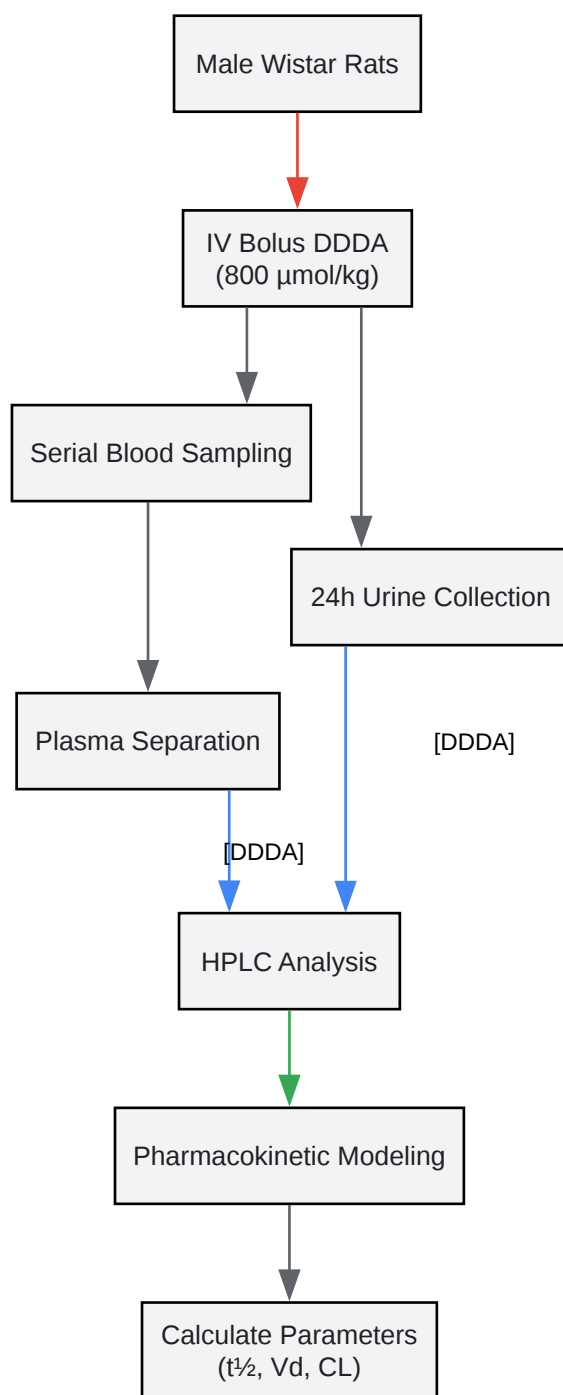 Male Wistar Rats
IV Bolus DDDA
(800 µmol/kg)
Serial Blood Sampling
24h Urine Collection
Plasma Separation
[DDDA]
[DDDA]
HPLC Analysis
Pharmacokinetic Modeling
Calculate Parameters
(t½, Vd, CL)